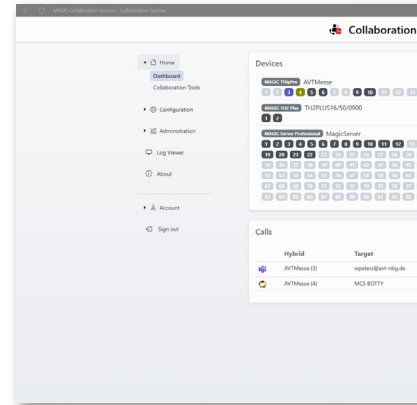 MAGIC Collaboration Services - Collaboration Services
Collaboration
Home
Dashboard
Collaboration Tools
Configuration
Administration
Log Viewer
About
Account
Sign out
Devices
MAGIC THipPro AVTMesse
1 2 3 4 5 6 7 8 9 10 11 12
MAGIC TH2 Plus TH2PLUS16/50/0900
1 2
MAGIC Server Professional MagicServer
1 2 3 4 5 6 7 8 9 10 11 12
19 20 21 22
Calls
Hybrid Target
AVTMesse (3) wpeters@avt-nbg.de
AVTMesse (4) MCS BOTTY